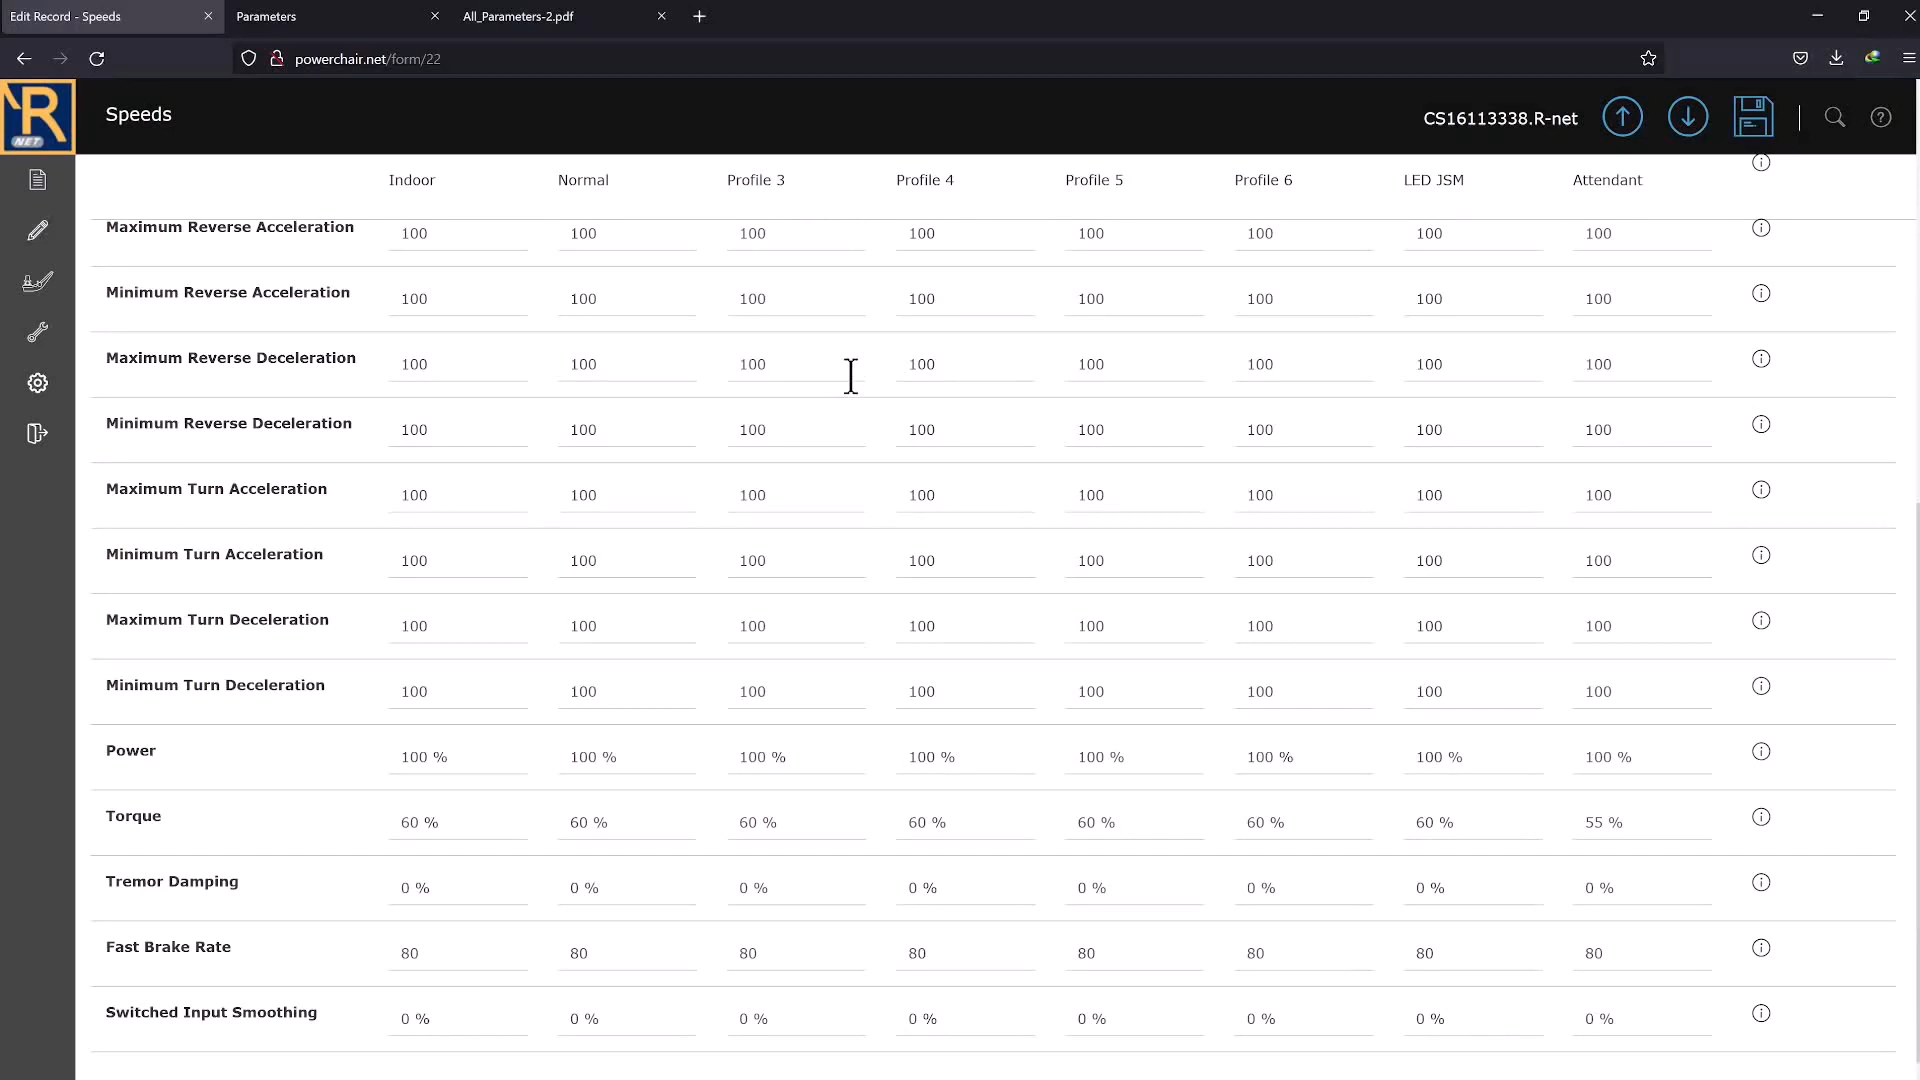 Edit Record - Speeds
Parameters
All_Parameters-2.pdf
powerchair.net/form/22
R NET
Speeds
CS16113338.R-net
Indoor Normal Profile 3 Profile 4 Profile 5 Profile 6 LED JSM Attendant
Maximum Reverse Acceleration 100 100 100 100 100 100 100 100
Minimum Reverse Acceleration 100 100 100 100 100 100 100 100
Maximum Reverse Deceleration 100 100 100 100 100 100 100 100
Minimum Reverse Deceleration 100 100 100 100 100 100 100 100
Maximum Turn Acceleration 100 100 100 100 100 100 100 100
Minimum Turn Acceleration 100 100 100 100 100 100 100 100
Maximum Turn Deceleration 100 100 100 100 100 100 100 100
Minimum Turn Deceleration 100 100 100 100 100 100 100 100
Power 100 % 100 % 100 % 100 % 100 % 100 % 100 % 100 %
Torque 60 % 60 % 60 % 60 % 60 % 60 % 60 % 55 %
Tremor Damping 0 % 0 % 0 % 0 % 0 % 0 % 0 % 0 %
Fast Brake Rate 80 80 80 80 80 80 80 80
Switched Input Smoothing 0 % 0 % 0 % 0 % 0 % 0 % 0 % 0 %